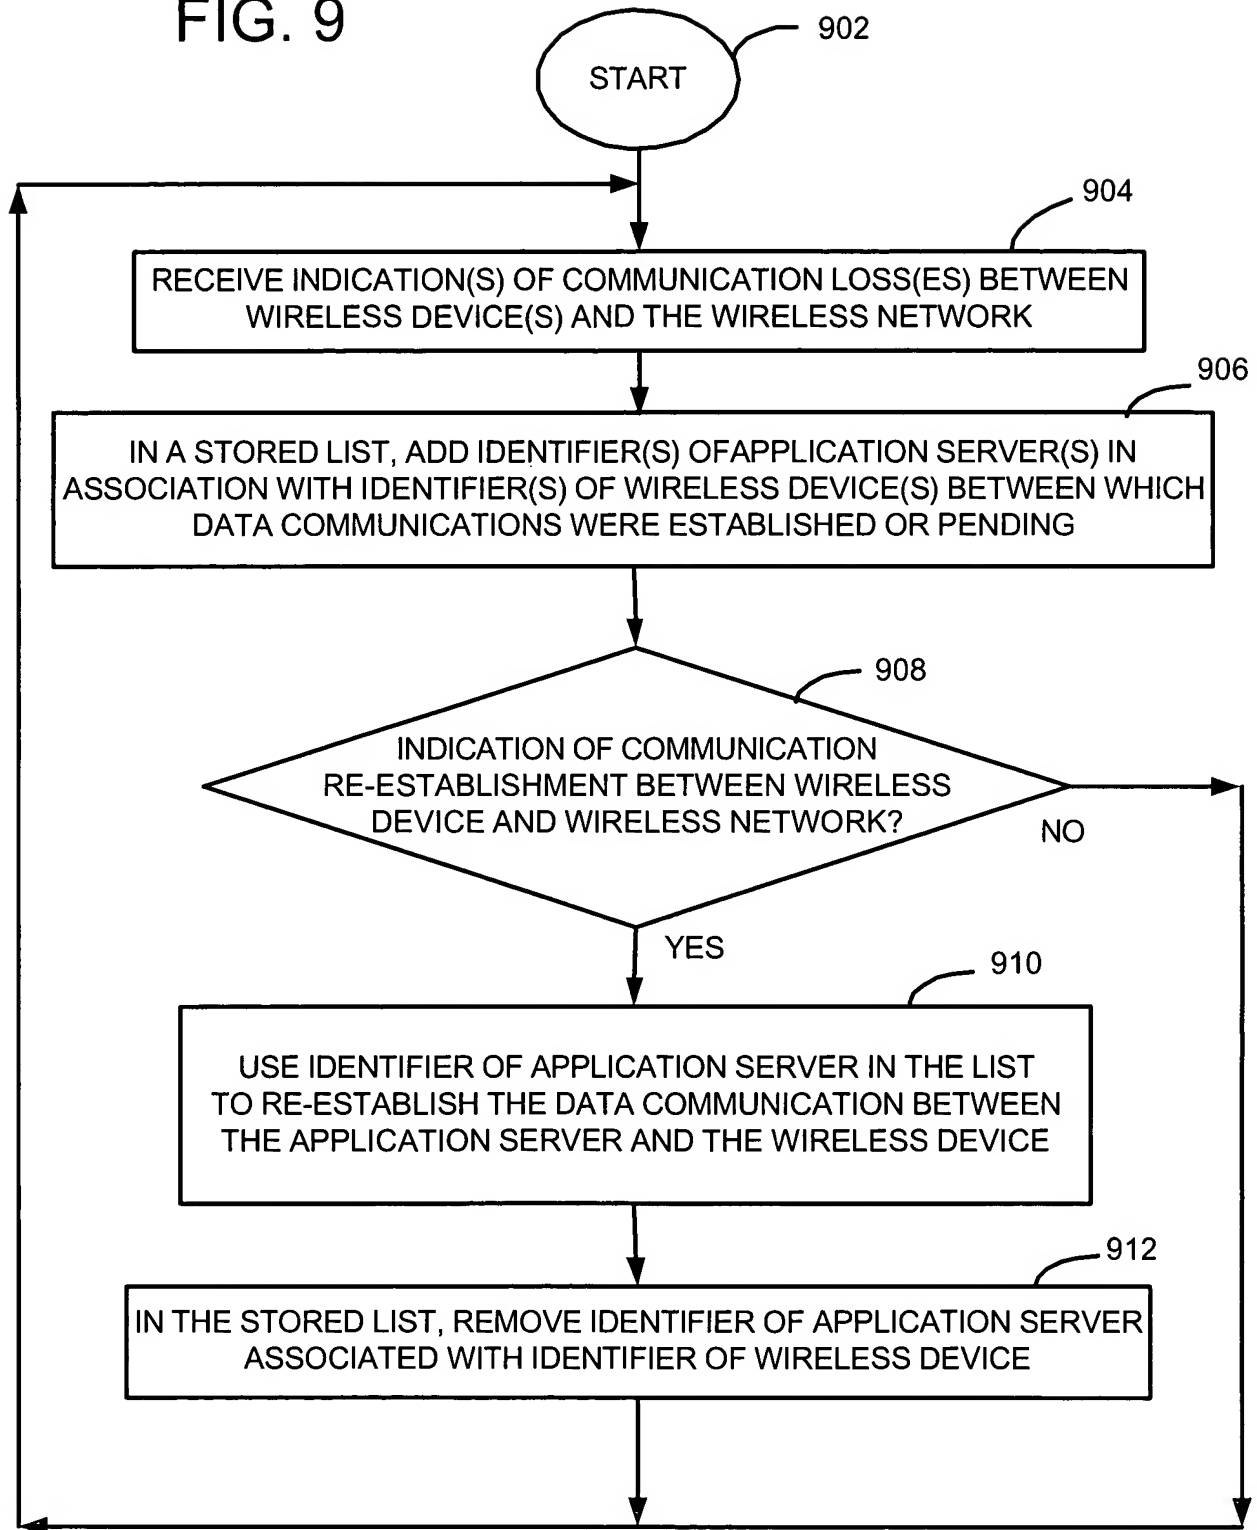 FIG. 9
902
START
904
RECEIVE INDICATION(S) OF COMMUNICATION LOSS(ES) BETWEEN
WIRELESS DEVICE(S) AND THE WIRELESS NETWORK
906
IN A STORED LIST, ADD IDENTIFIER(S) OFAPPLICATION SERVER(S) IN
ASSOCIATION WITH IDENTIFIER(S) OF WIRELESS DEVICE(S) BETWEEN WHICH
DATA COMMUNICATIONS WERE ESTABLISHED OR PENDING
908
INDICATION OF COMMUNICATION
RE-ESTABLISHMENT BETWEEN WIRELESS
DEVICE AND WIRELESS NETWORK?
NO
YES
910
USE IDENTIFIER OF APPLICATION SERVER IN THE LIST
TO RE-ESTABLISH THE DATA COMMUNICATION BETWEEN
THE APPLICATION SERVER AND THE WIRELESS DEVICE
912
IN THE STORED LIST, REMOVE IDENTIFIER OF APPLICATION SERVER
ASSOCIATED WITH IDENTIFIER OF WIRELESS DEVICE